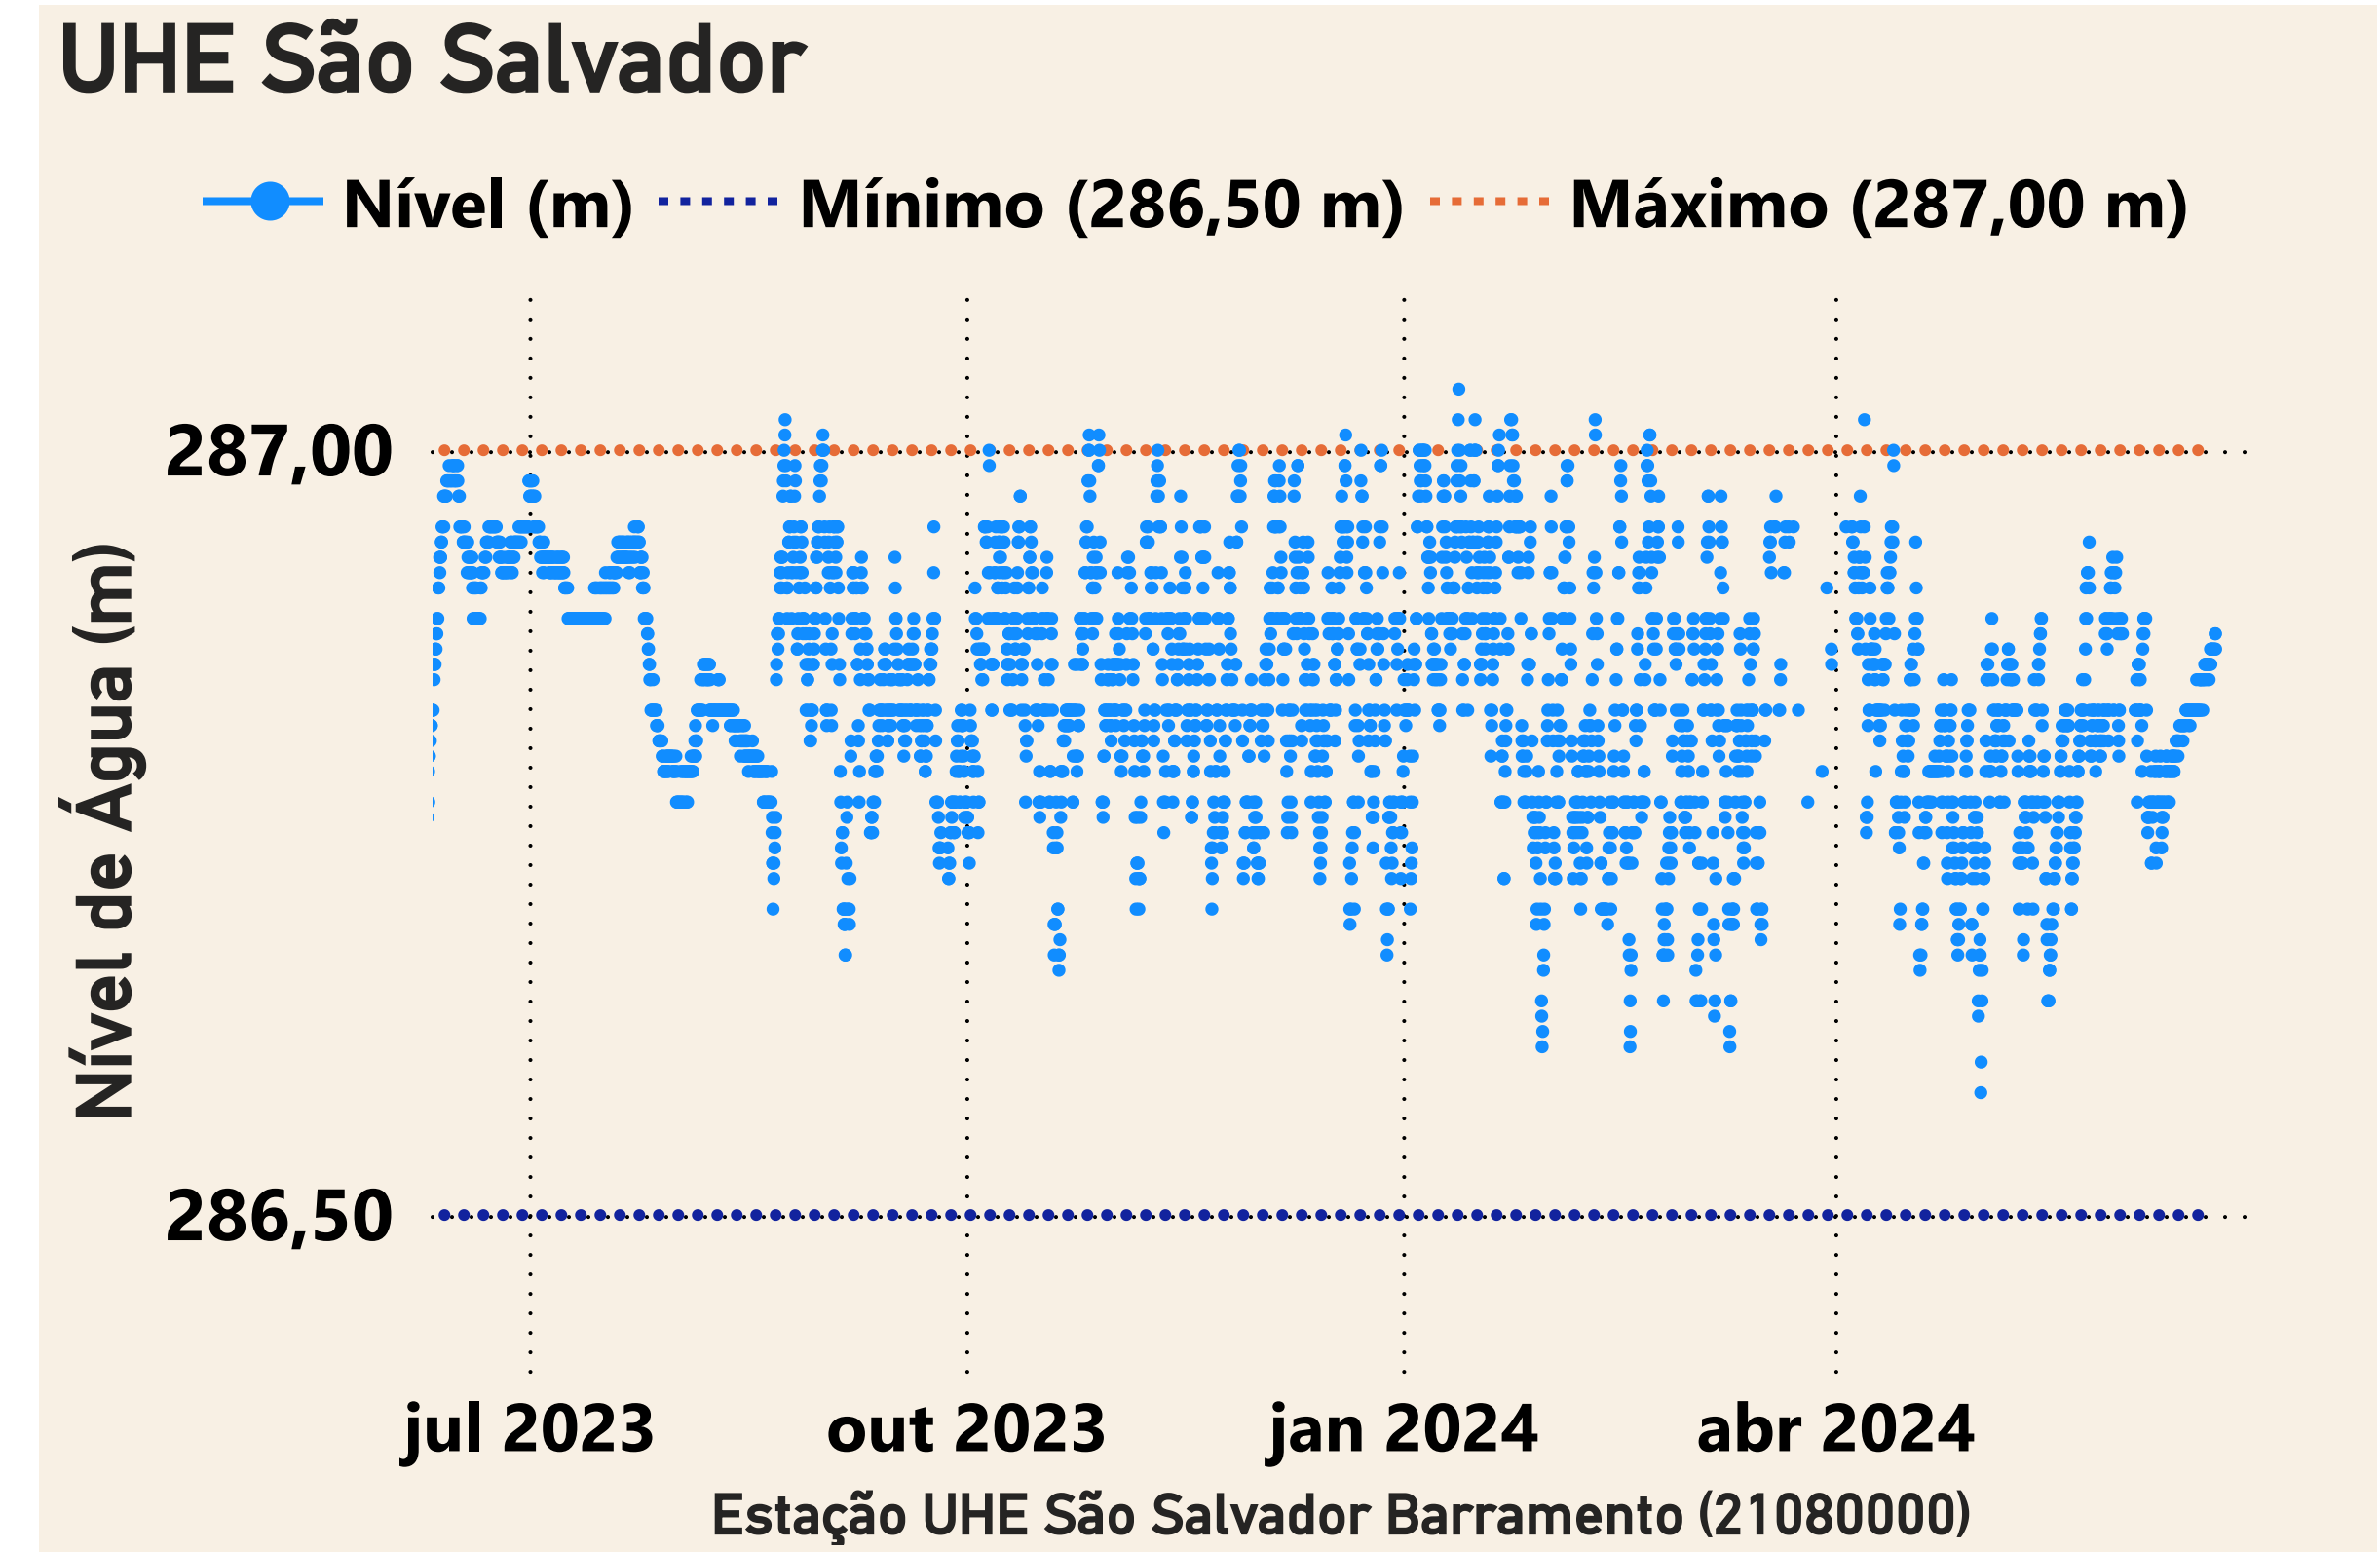 UHE São Salvador
Nível (m) Mínimo (286,50 m) Máximo (287,00 m)
287,00
Nível de Água (m)
286,50
jul 2023 out 2023 jan 2024 abr 2024
Estação UHE São Salvador Barramento (21080000)